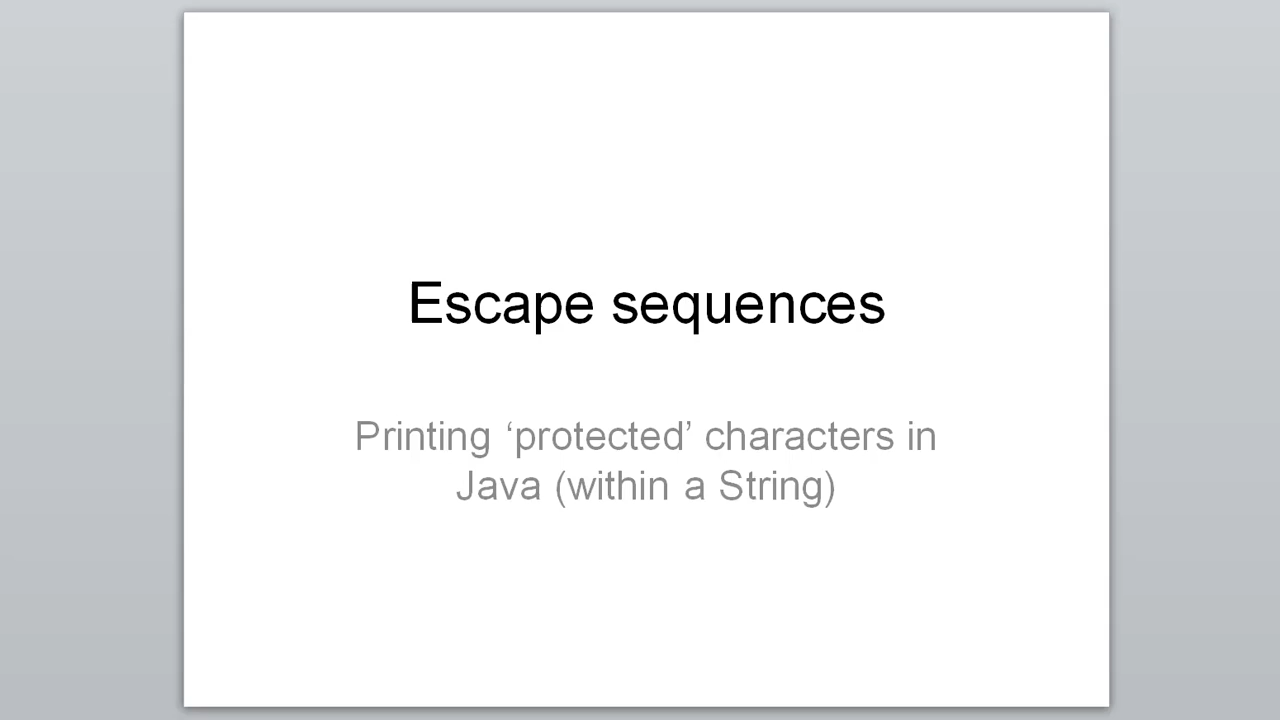 Escape sequences
Printing ‘protected’ characters in
Java (within a String)